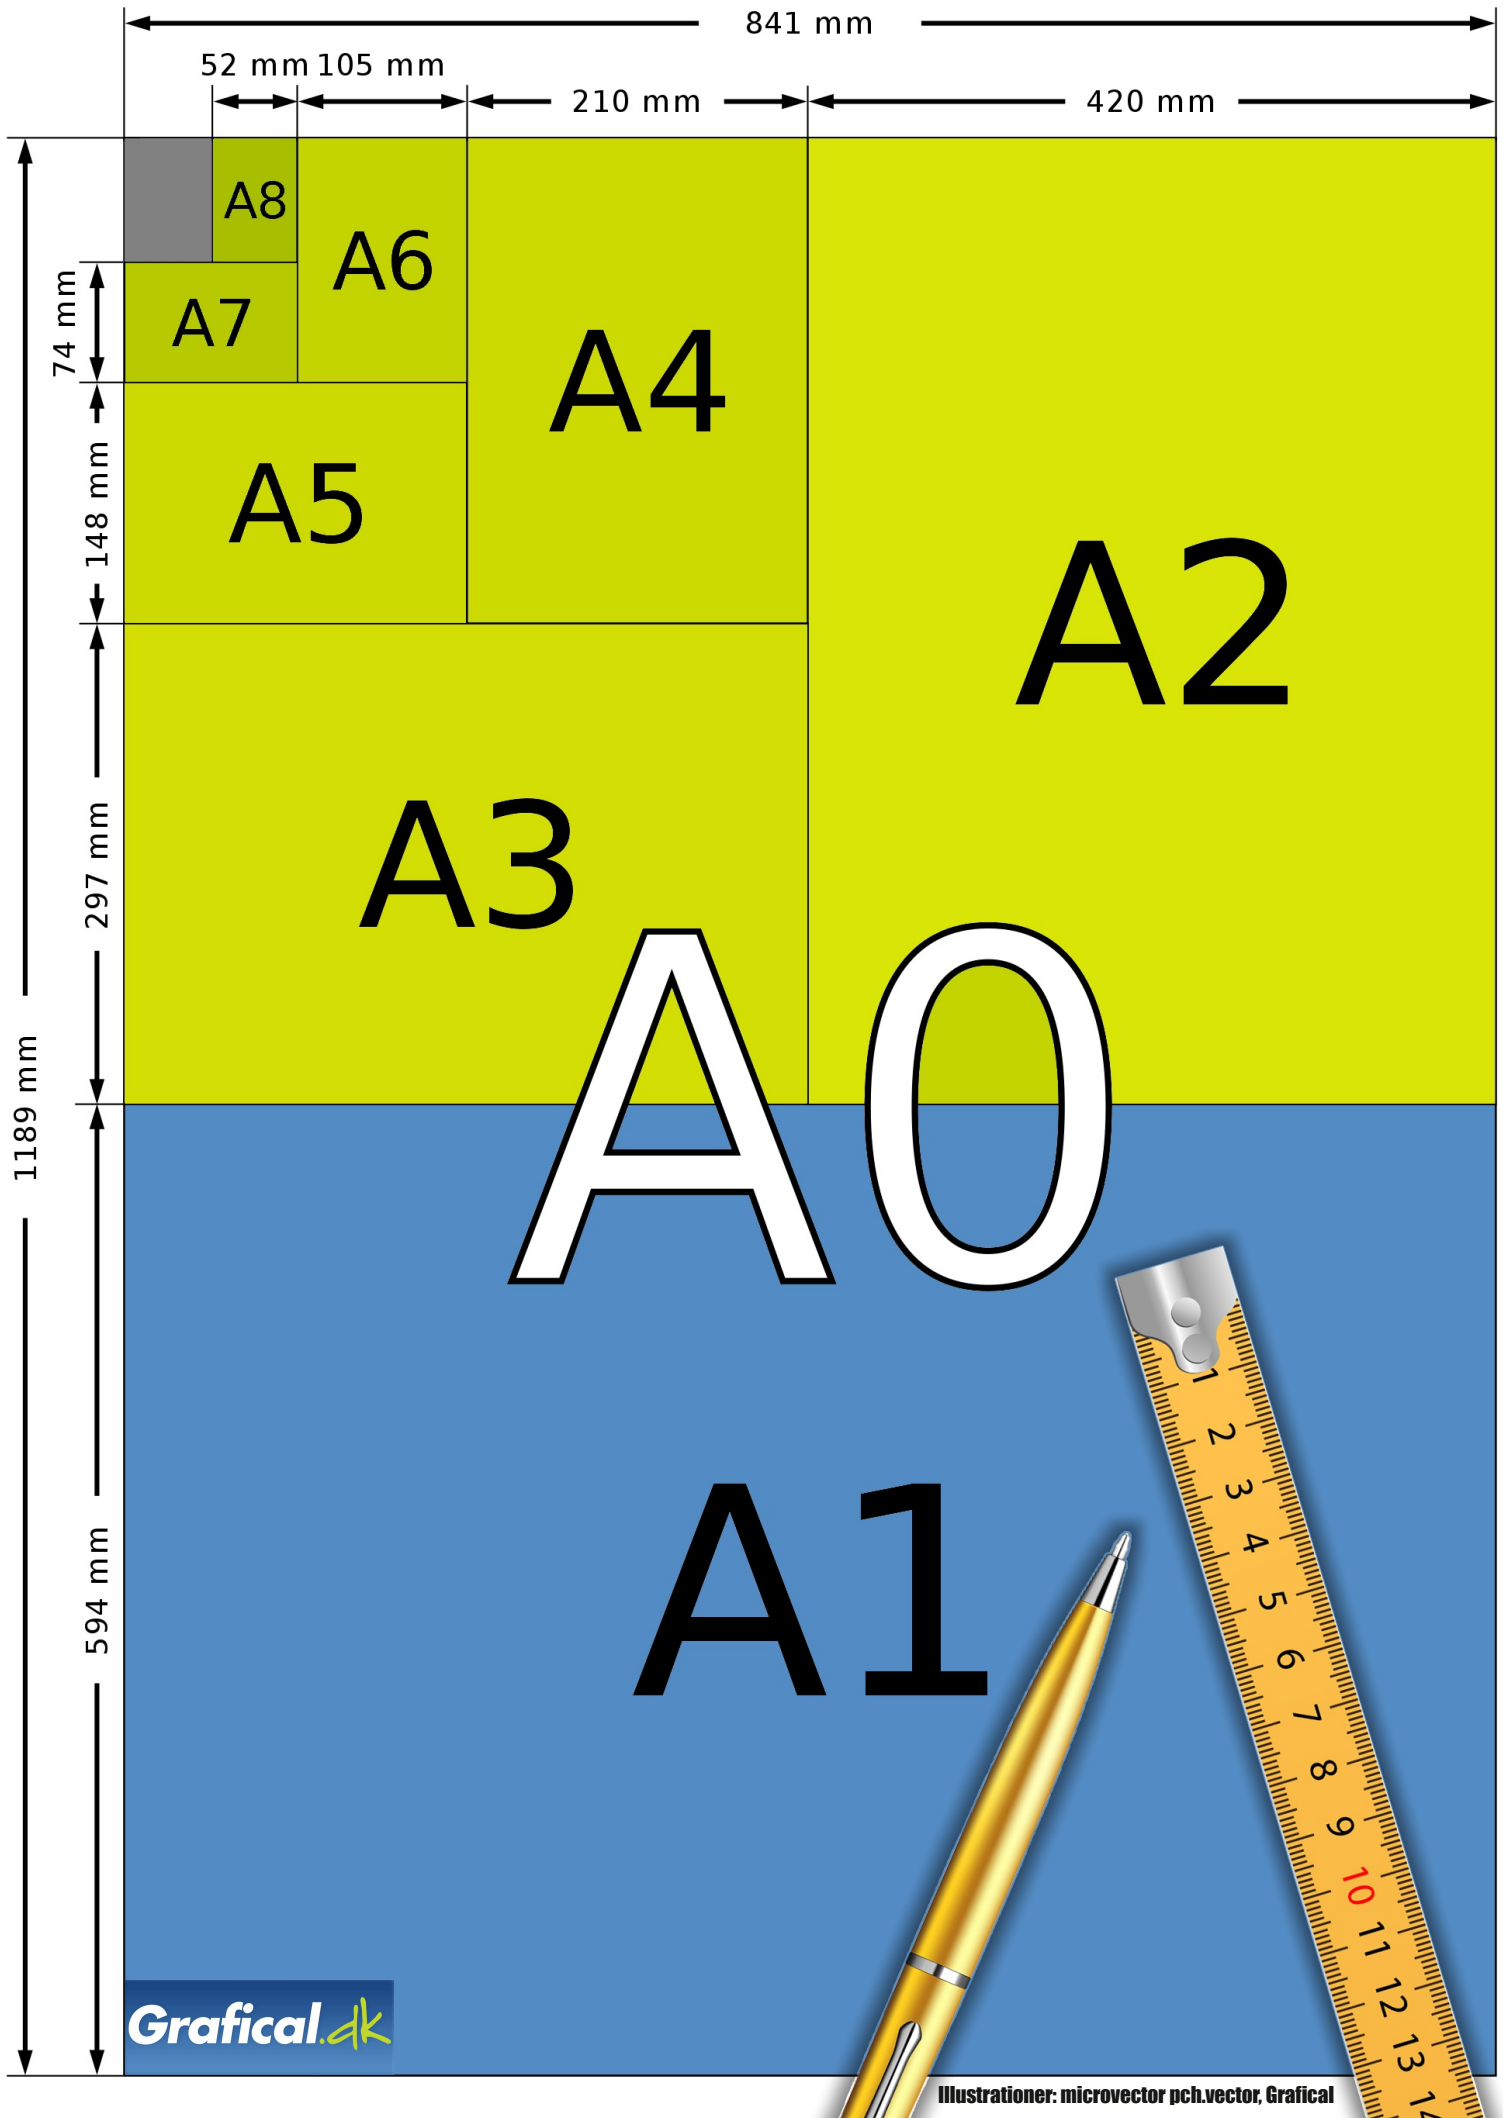 841 mm
52 mm 105 mm
210 mm
420 mm
A8
A6
A7
74 mm
A4
A5
148 mm
A2
A3
297 mm
A0
1189 mm
A1
594 mm
1
2
3
4
5
6
7
8
9
10
11
12
13
14
Grafical.dk
Illustrationer: microvector pch.vector, Grafical